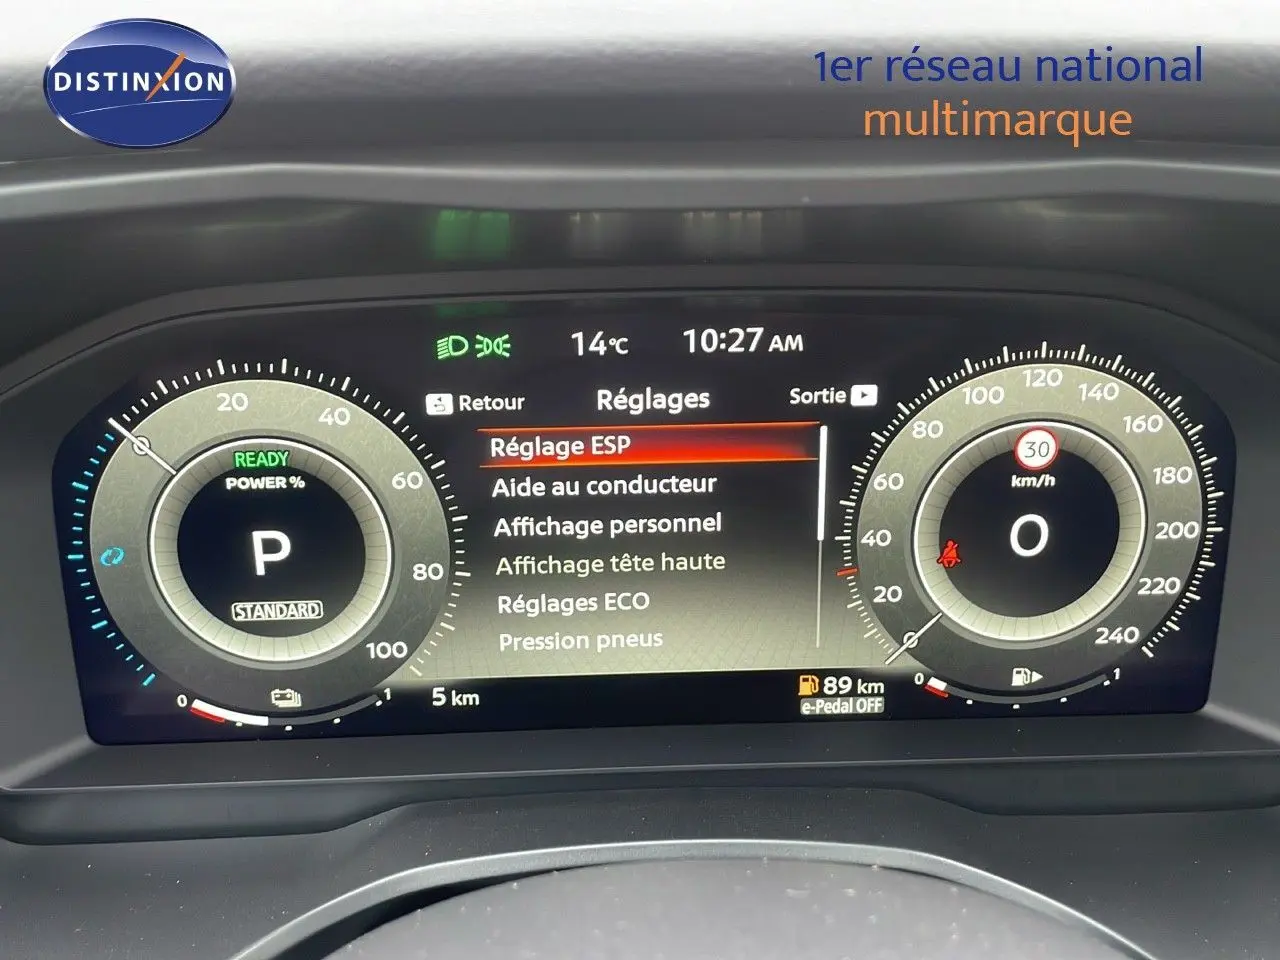 DISTINXION
1er réseau national
multimarque
14°C
10:27 AM
Retour
Réglages
Sortie
Réglage ESP
Aide au conducteur
Affichage personnel
Affichage tête haute
Réglages ECO
Pression pneus
0
20
40
60
80
100
READY
POWER %
P
STANDARD
0
1
5 km
89 km
e-Pedal OFF
0
20
40
60
80
100
120
140
160
180
200
220
240
30
km/h
0
0
1